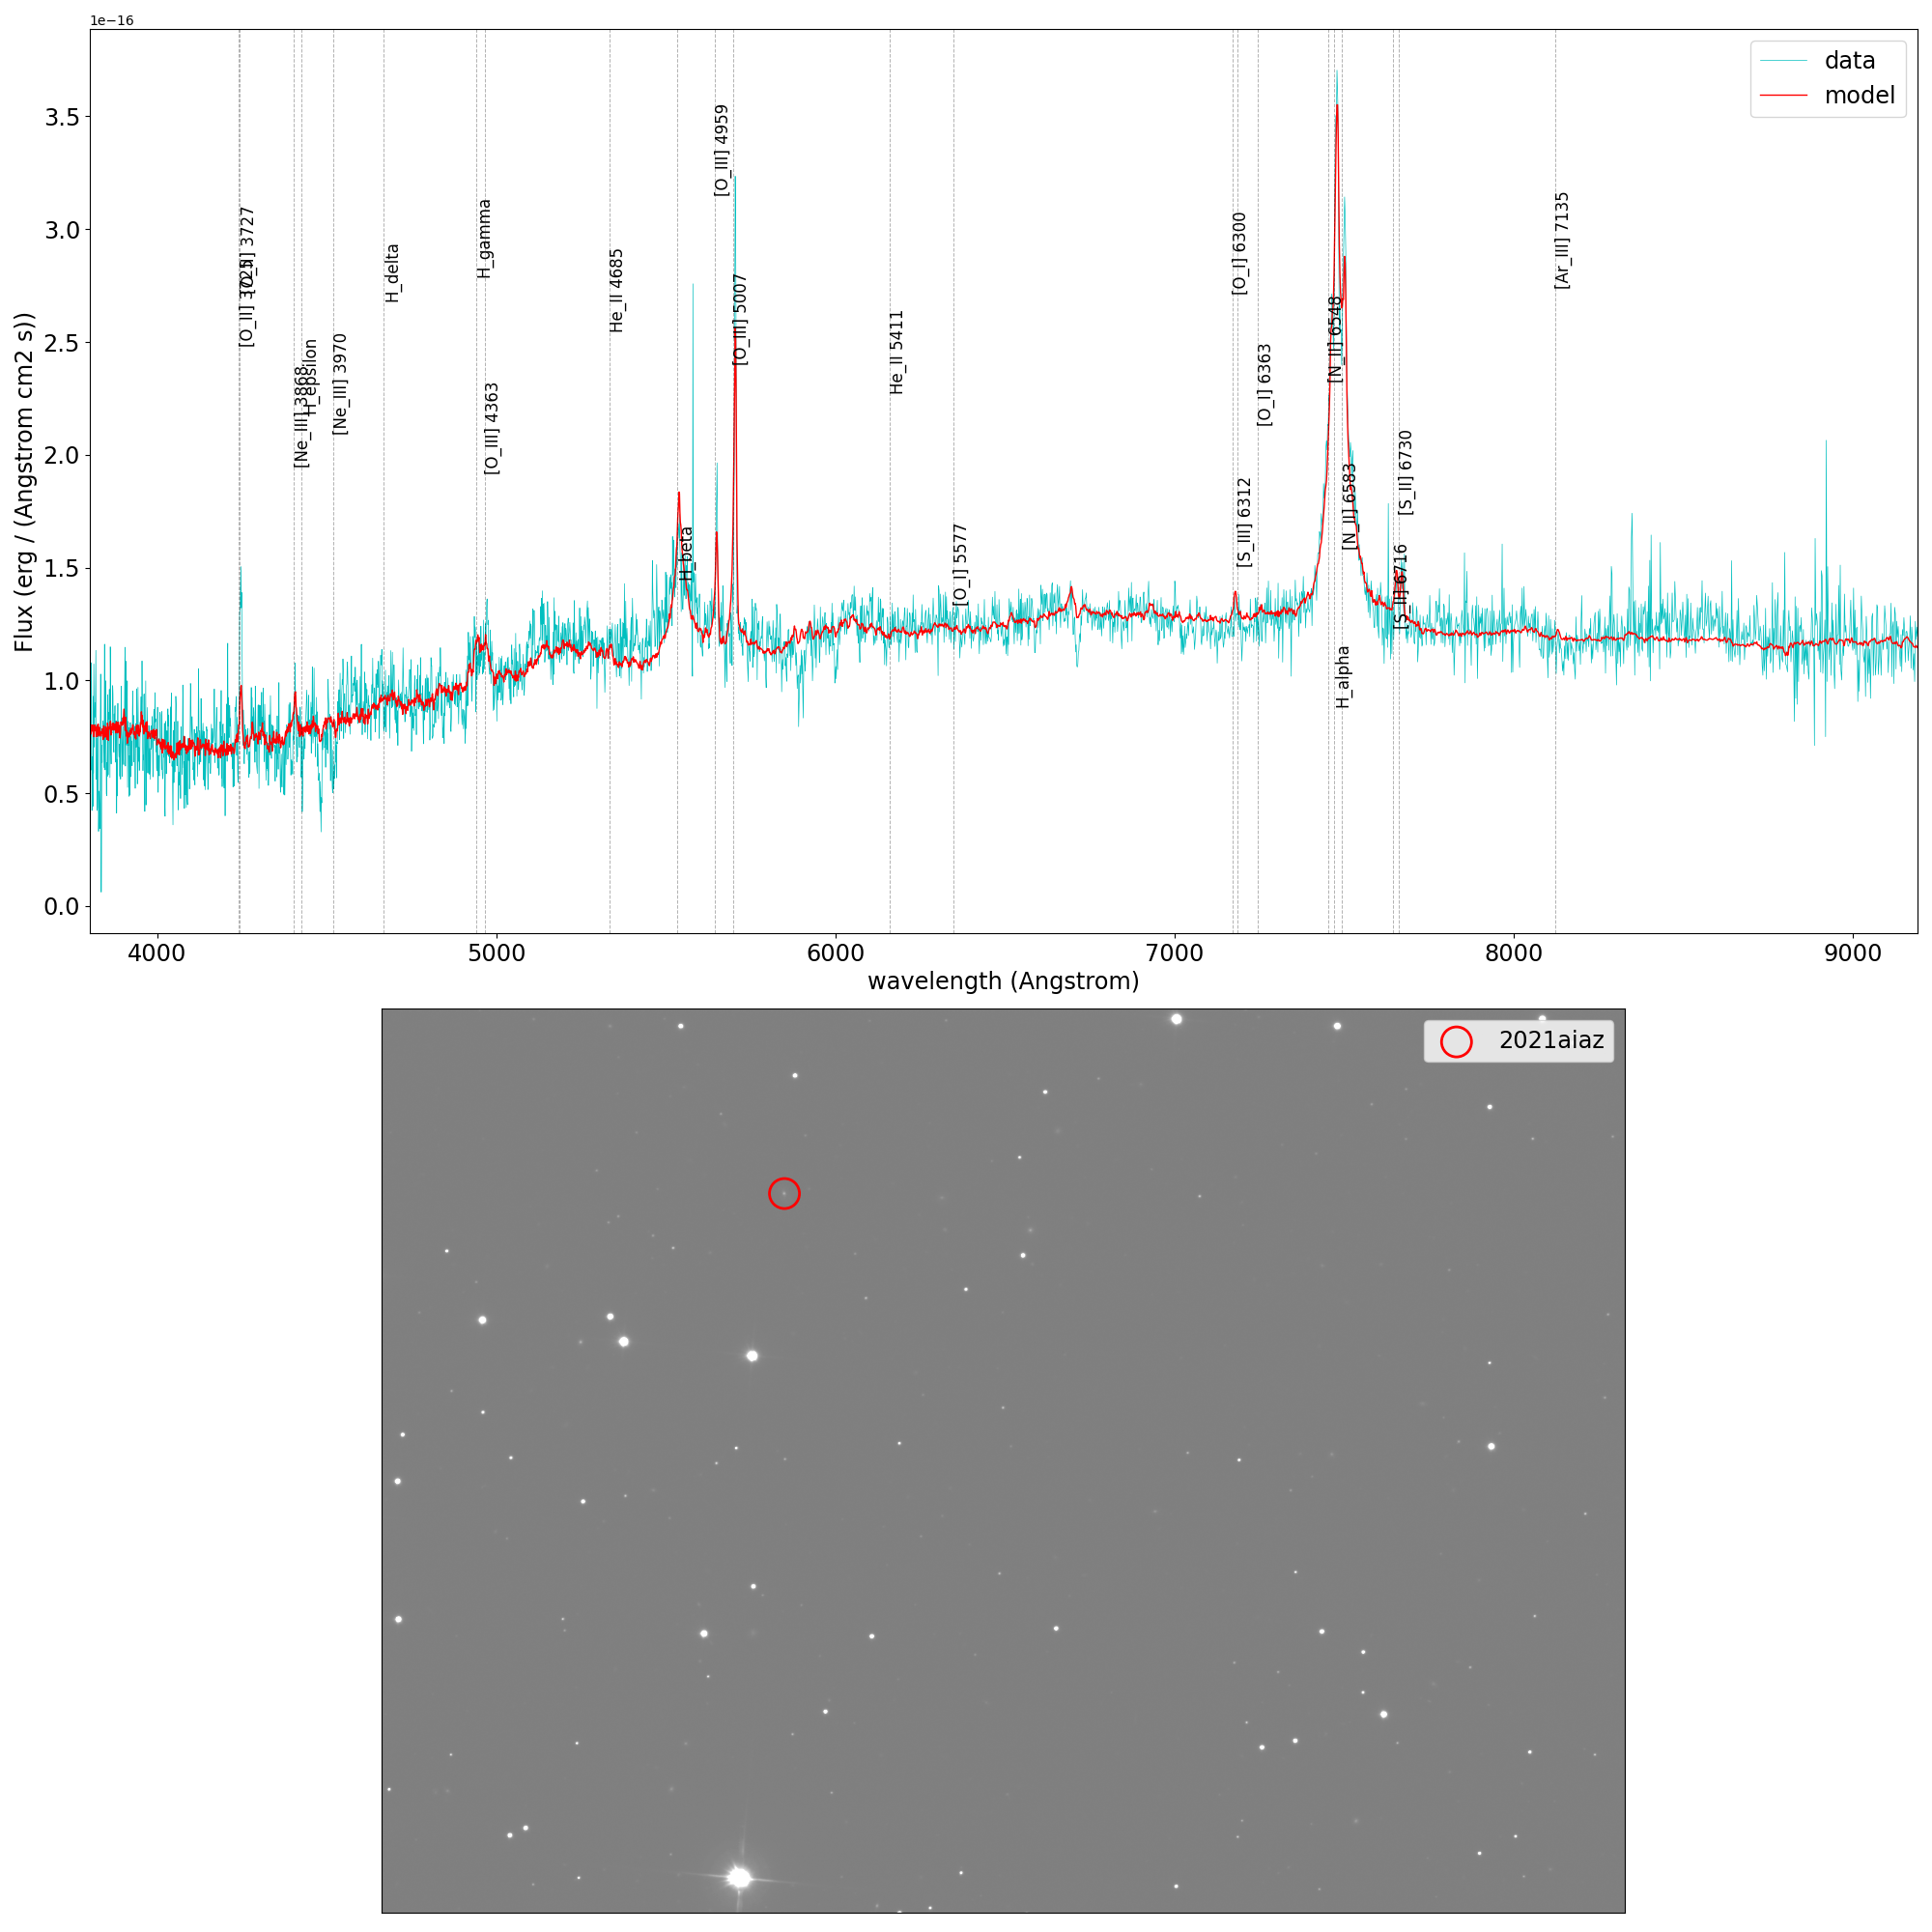 1e−16
data
model
3.5
3.0
2.5
2.0
1.5
1.0
0.5
0.0
Flux (erg / (Angstrom cm2 s))
[O_II] 3725
[O_II] 3727
[Ne_III] 3868
H_epsilon
[Ne_III] 3970
H_delta
H_gamma
[O_III] 4363
He_II 4685
H_beta
[O_III] 4959
[O_III] 5007
He_II 5411
[O_I] 5577
[O_I] 6300
[S_III] 6312
[O_I] 6363
[N_II] 6548
H_alpha
[N_II] 6583
[S_II] 6716
[S_II] 6730
[Ar_III] 7135
4000 5000 6000 7000 8000 9000
wavelength (Angstrom)
2021aiaz